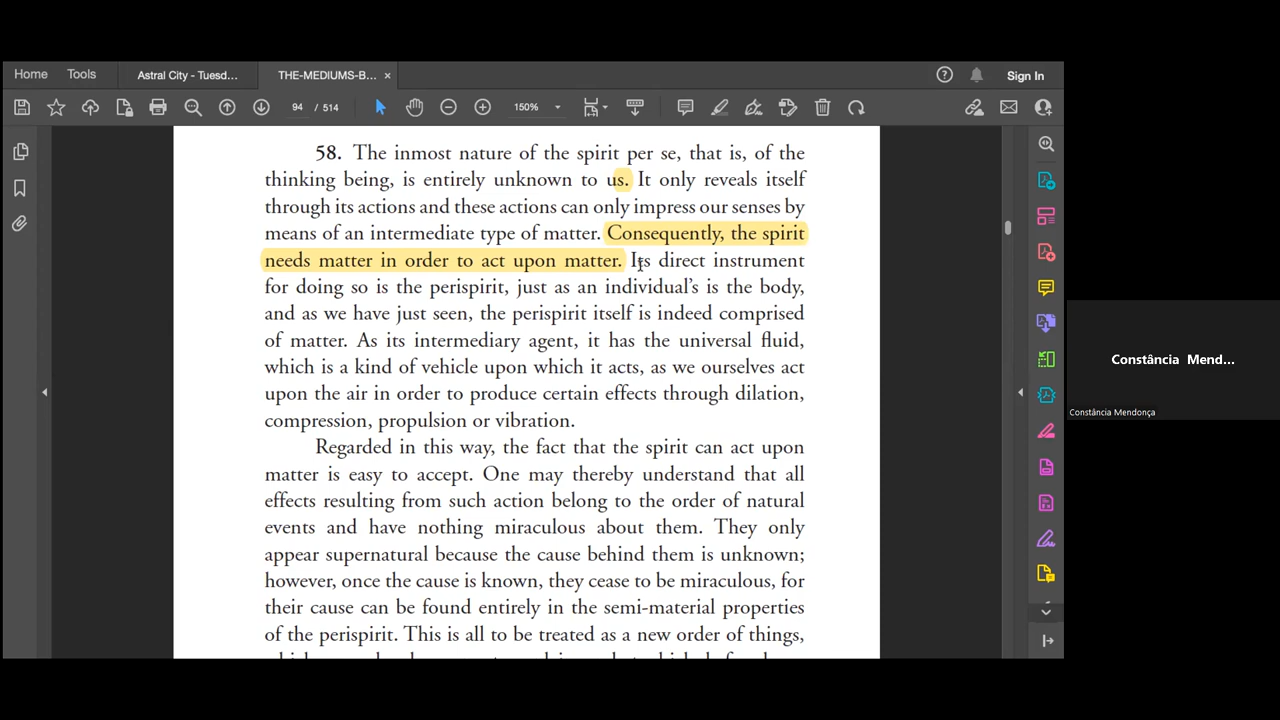 Home Tools Astral City - Tuesd... THE-MEDIUMS-B... × Sign In
94 / 514 150%
58. The inmost nature of the spirit per se, that is, of the
thinking being, is entirely unknown to us. It only reveals itself
through its actions and these actions can only impress our senses by
means of an intermediate type of matter. Consequently, the spirit
needs matter in order to act upon matter. Its direct instrument
for doing so is the perispirit, just as an individual's is the body,
and as we have just seen, the perispirit itself is indeed comprised
of matter. As its intermediary agent, it has the universal fluid,
which is a kind of vehicle upon which it acts, as we ourselves act
upon the air in order to produce certain effects through dilation,
compression, propulsion or vibration.
Regarded in this way, the fact that the spirit can act upon
matter is easy to accept. One may thereby understand that all
effects resulting from such action belong to the order of natural
events and have nothing miraculous about them. They only
appear supernatural because the cause behind them is unknown;
however, once the cause is known, they cease to be miraculous, for
their cause can be found entirely in the semi-material properties
of the perispirit. This is all to be treated as a new order of things,
Constância Mend...
Constância Mendonça